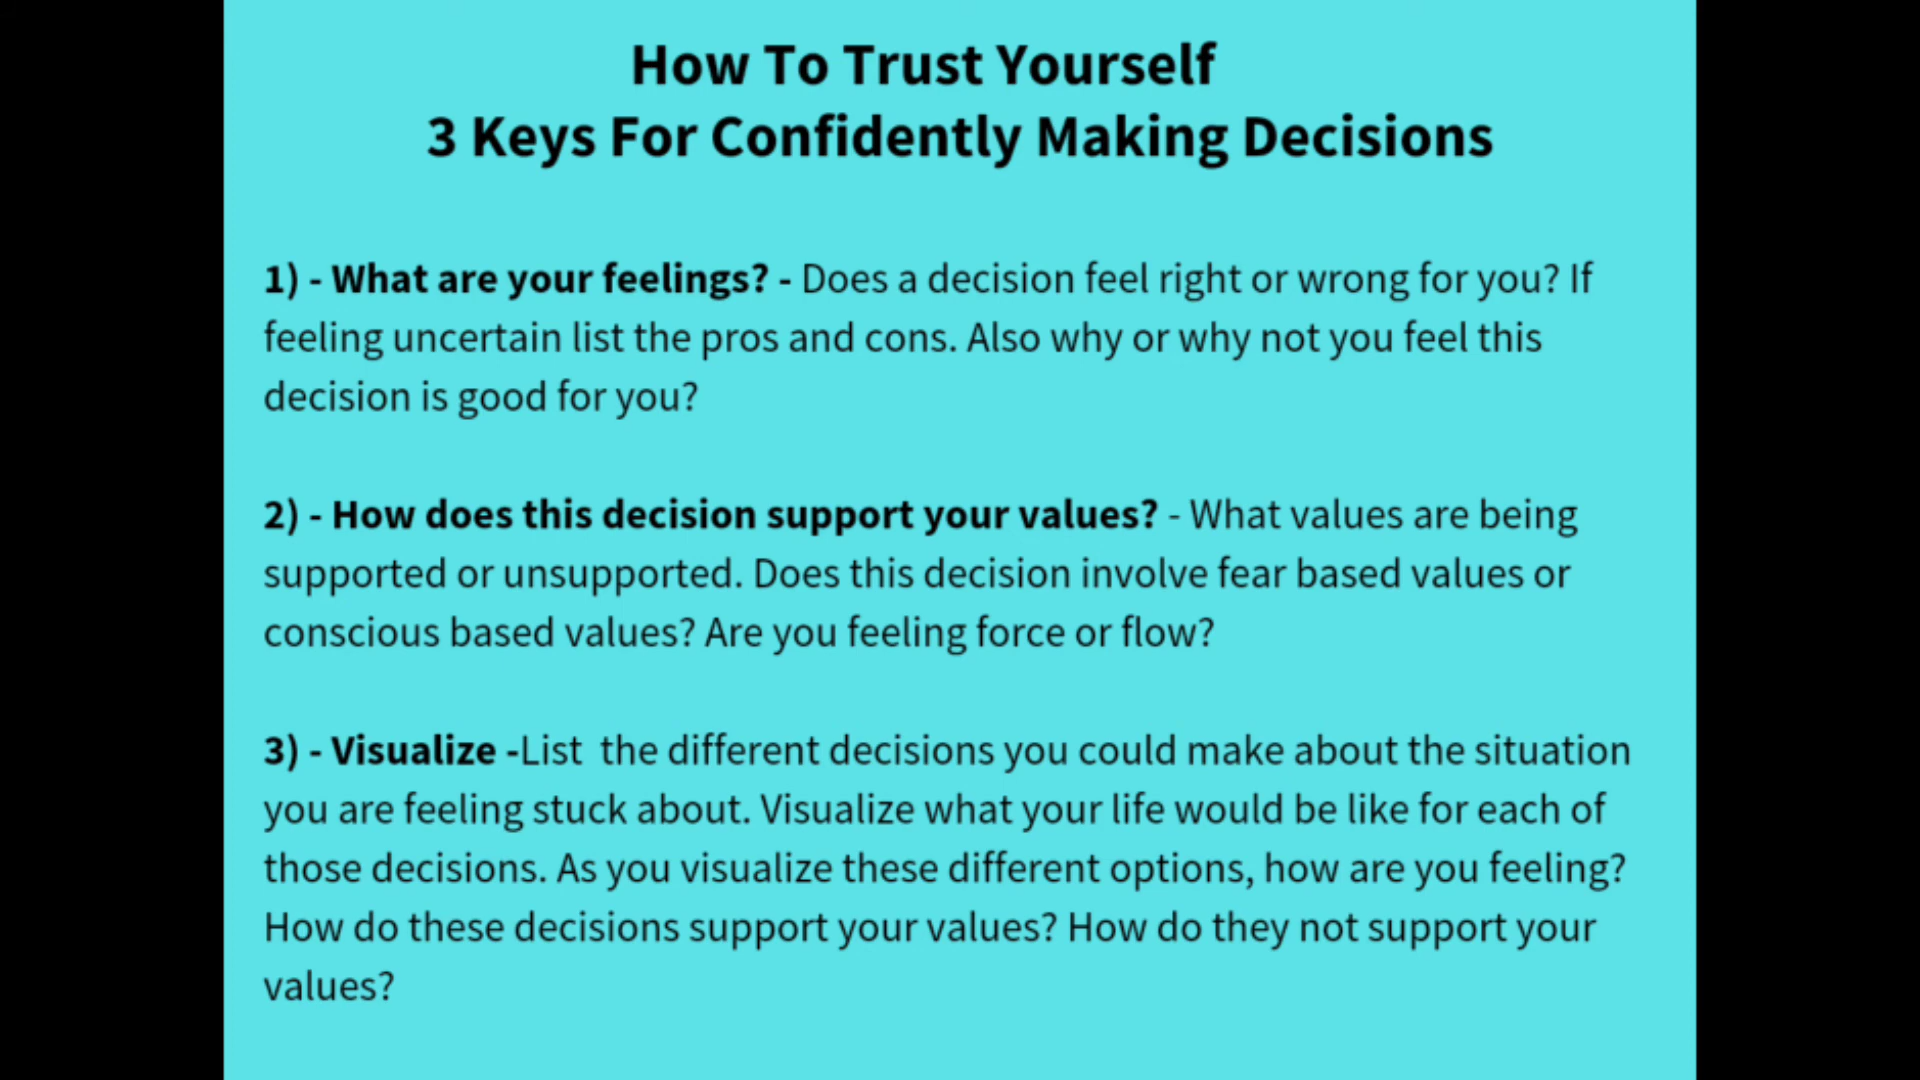 How To Trust Yourself
3 Keys For Confidently Making Decisions
1) - What are your feelings? - Does a decision feel right or wrong for you? If
feeling uncertain list the pros and cons. Also why or why not you feel this
decision is good for you?
2) - How does this decision support your values? - What values are being
supported or unsupported. Does this decision involve fear based values or
conscious based values? Are you feeling force or flow?
3) - Visualize -List  the different decisions you could make about the situation
you are feeling stuck about. Visualize what your life would be like for each of
those decisions. As you visualize these different options, how are you feeling?
How do these decisions support your values? How do they not support your
values?